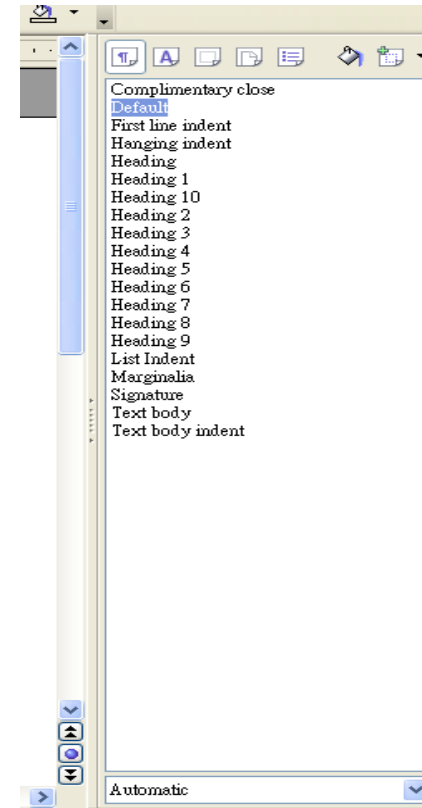 Complimentary close
Default
First line indent
Hanging indent
Heading
Heading 1
Heading 10
Heading 2
Heading 3
Heading 4
Heading 5
Heading 6
Heading 7
Heading 8
Heading 9
List Indent
Marginalia
Signature
Text body
Text body indent
Automatic